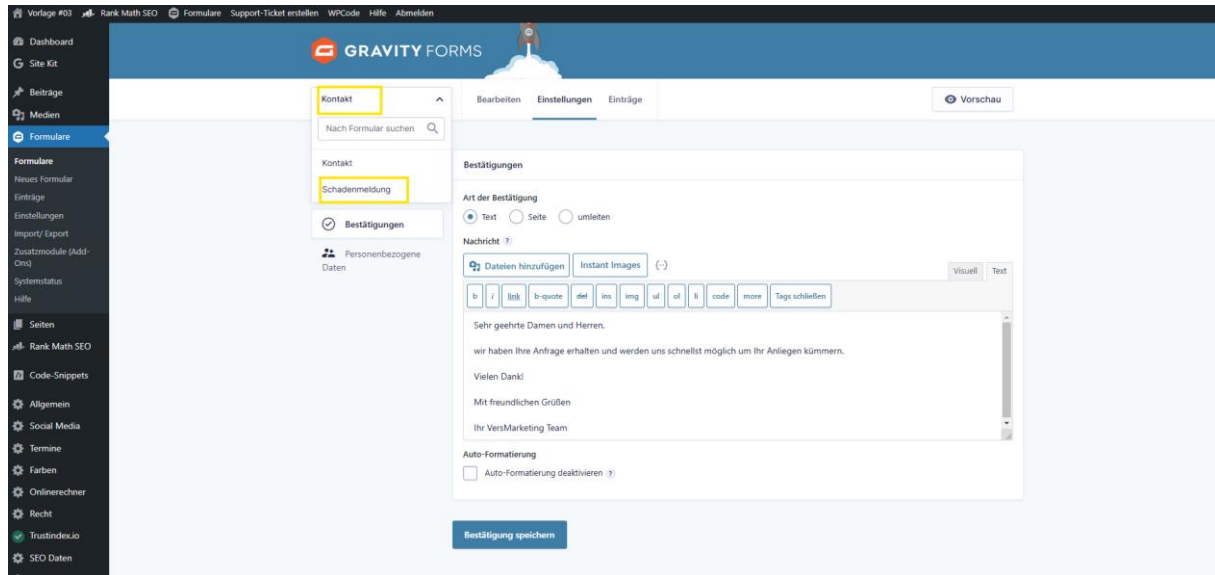 Vorlage #03 Rank Math SEO Formulare Support-Ticket erstellen WPCode Hilfe Abmelden
Dashboard
Site Kit
Beiträge
Medien
Formulare
Formulare
Neues Formular
Einträge
Einstellungen
Import/ Export
Zusatzmodule (Add-
Ons)
Systemstatus
Hilfe
Seiten
Rank Math SEO
Code-Snippets
Allgemein
Social Media
Termine
Farben
Onlinerechner
Recht
Trustindex.io
SEO Daten
GRAVITY FORMS
Kontakt
Bearbeiten Einstellungen Einträge
Vorschau
Nach Formular suchen
Kontakt
Schadenmeldung
Bestätigungen
Personenbezogene
Daten
Bestätigungen
Art der Bestätigung
Text Seite umleiten
Nachricht ?
Dateien hinzufügen Instant Images {..}
Visuell Text
b i link b-quote del ins img ul ol li code more Tags schließen
Sehr geehrte Damen und Herren,
wir haben Ihre Anfrage erhalten und werden uns schnellst möglich um Ihr Anliegen kümmern.
Vielen Dank!
Mit freundlichen Grüßen
Ihr VersMarketing Team
Auto-Formatierung
Auto-Formatierung deaktivieren ?
Bestätigung speichern